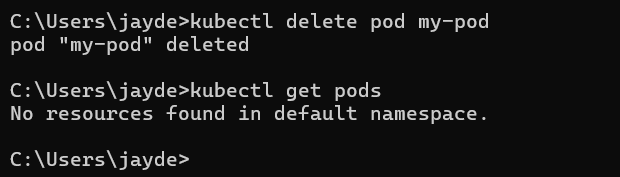 C:\Users\jayde>kubectl delete pod my-pod
pod "my-pod" deleted
C:\Users\jayde>kubectl get pods
No resources found in default namespace.
C:\Users\jayde>